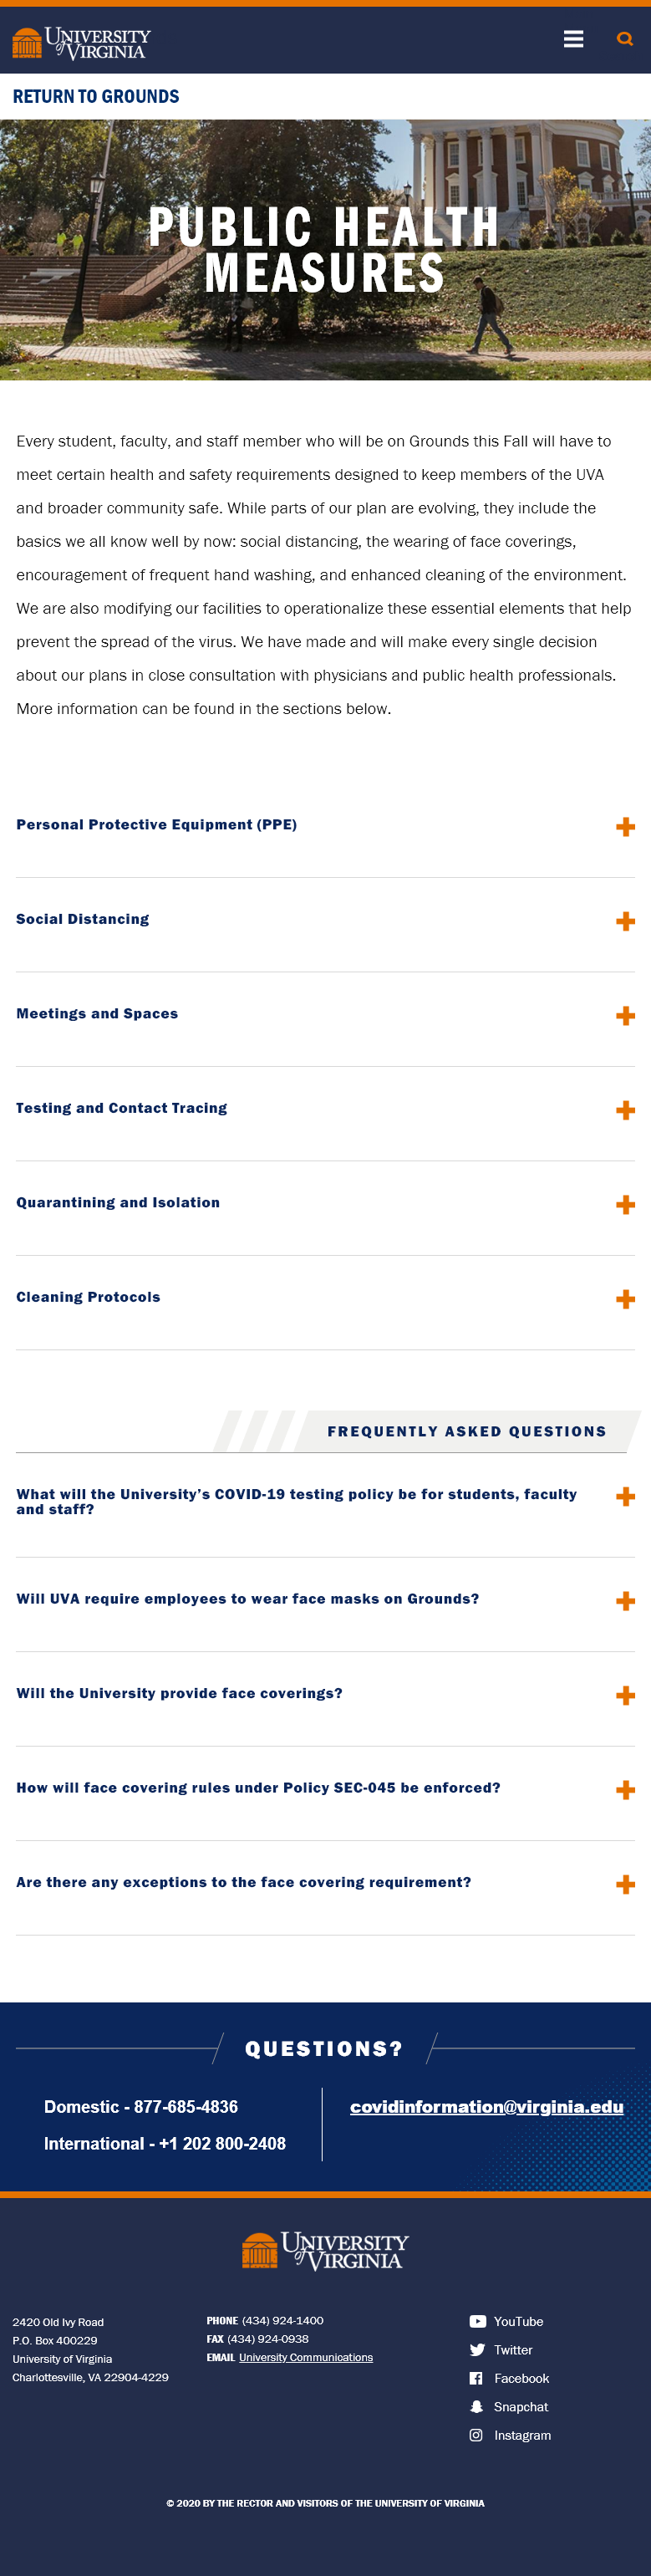 UNIVERSITY
of VIRGINIA
RETURN TO GROUNDS
PUBLIC HEALTH
MEASURES
Every student, faculty, and staff member who will be on Grounds this Fall will have to
meet certain health and safety requirements designed to keep members of the UVA
and broader community safe. While parts of our plan are evolving, they include the
basics we all know well by now: social distancing, the wearing of face coverings,
encouragement of frequent hand washing, and enhanced cleaning of the environment.
We are also modifying our facilities to operationalize these essential elements that help
prevent the spread of the virus. We have made and will make every single decision
about our plans in close consultation with physicians and public health professionals.
More information can be found in the sections below.
Personal Protective Equipment (PPE)
Social Distancing
Meetings and Spaces
Testing and Contact Tracing
Quarantining and Isolation
Cleaning Protocols
FREQUENTLY ASKED QUESTIONS
What will the University's COVID-19 testing policy be for students, faculty
and staff?
Will UVA require employees to wear face masks on Grounds?
Will the University provide face coverings?
How will face covering rules under Policy SEC-045 be enforced?
Are there any exceptions to the face covering requirement?
QUESTIONS?
Domestic - 877-685-4836
International - +1 202 800-2408
covidinformation@virginia.edu
UNIVERSITY
of VIRGINIA
2420 Old Ivy Road
P.O. Box 400229
University of Virginia
Charlottesville, VA 22904-4229
PHONE (434) 924-1400
FAX (434) 924-0938
EMAIL University Communications
YouTube
Twitter
Facebook
Snapchat
Instagram
© 2020 BY THE RECTOR AND VISITORS OF THE UNIVERSITY OF VIRGINIA